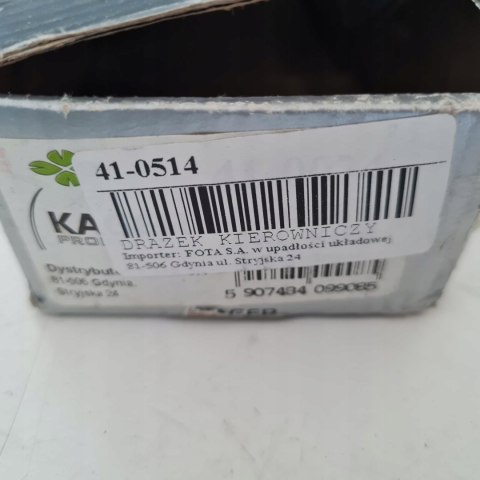 41-0514
DRAZEK KIEROWNICZY
Importer: FOTA S.A. w upadłości układowej
81-506 Gdynia ul. Stryjska 24
KA
PRO
Dystrybut
81-506 Gdynia,
Stryjska 24
5 907484 099085